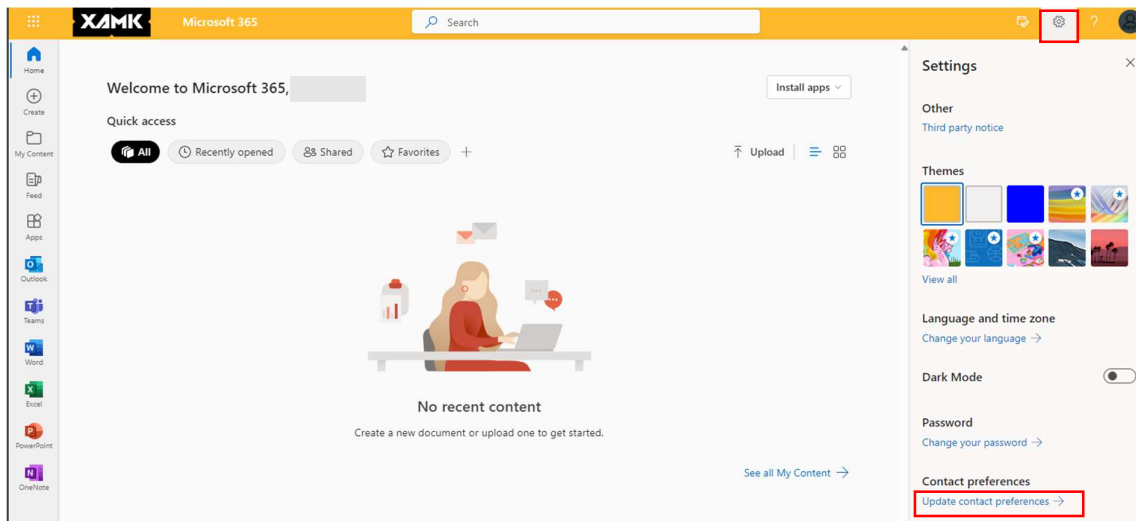 XAMK
Microsoft 365
Search
?
Home
Create
My Content
Feed
Apps
Outlook
Teams
Word
Excel
PowerPoint
OneNote
Welcome to Microsoft 365,
Install apps
Quick access
All
Recently opened
Shared
Favorites
+
Upload
No recent content
Create a new document or upload one to get started.
See all My Content →
Settings
Other
Third party notice
Themes
View all
Language and time zone
Change your language →
Dark Mode
Password
Change your password →
Contact preferences
Update contact preferences →